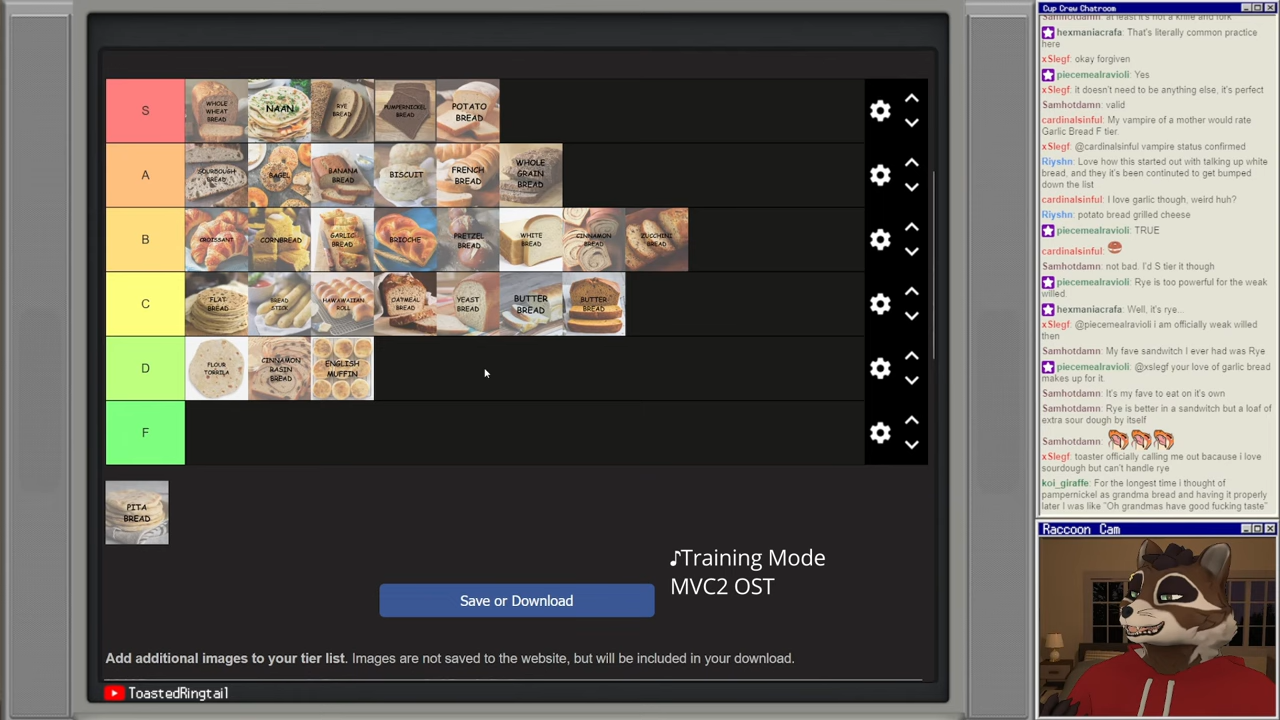 S
WHOLE
WHEAT
BREAD
NAAN
RYE
BREAD
PUMPERNICKEL
BREAD
POTATO
BREAD
A
SOURDOUGH
BREAD
BAGEL
BANANA
BREAD
BISCUIT
FRENCH
BREAD
WHOLE
GRAIN
BREAD
B
CROISSANT
CORNBREAD
GARLIC
BREAD
BRIOCHE
PRETZEL
BREAD
WHITE
BREAD
CINNAMON
BREAD
ZUCCHINI
BREAD
C
FLAT
BREAD
BREAD
STICK
HAWAWAIIAN
ROLL
OATMEAL
BREAD
YEAST
BREAD
BUTTER
BREAD
BUTTER
BREAD
D
FLOUR
TORRILA
CINNAMON
RASIN
BREAD
ENGLISH
MUFFIN
F
PITA
BREAD
♪Training Mode
MVC2 OST
Save or Download
Add additional images to your tier list. Images are not saved to the website, but will be included in your download.
ToastedRingtail
Cup Crew Chatroom
Samhotdamn: at least it's not a knife and fork
hexmaniacrafa: That's literally common practice
here
xSlegf: okay forgiven
piecemealravioli: Yes
xSlegf: it doesn't need to be anything else, it's perfect
Samhotdamn: valid
cardinalsinful: My vampire of a mother would rate
Garlic Bread F tier.
xSlegf: @cardinalsinful vampire status confirmed
Riyshn: Love how this started out with talking up white
bread, and they it's been continued to get bumped
down the list
cardinalsinful: I love garlic though, weird huh?
Riyshn: potato bread grilled cheese
piecemealravioli: TRUE
cardinalsinful:
Samhotdamn: not bad. I'd S tier it though
piecemealravioli: Rye is too powerful for the weak
willed.
hexmaniacrafa: Well, it's rye...
xSlegf: @piecemealravioli i am officially weak willed
then
Samhotdamn: My fave sandwitch I ever had was Rye
piecemealravioli: @xslegf your love of garlic bread
makes up for it
Samhotdamn: It's my fave to eat on it's own
Samhotdamn: Rye is better in a sandwitch but a loaf of
extra sour dough by itself
Samhotdamn:
xSlegf: toaster officially calling me out bacause i love
sourdough but can't handle rye
koi_giraffe: For the longest time i thought of
pampernickel as grandma bread and having it properly
later I was like "Oh grandmas have good fucking taste"
Raccoon Cam